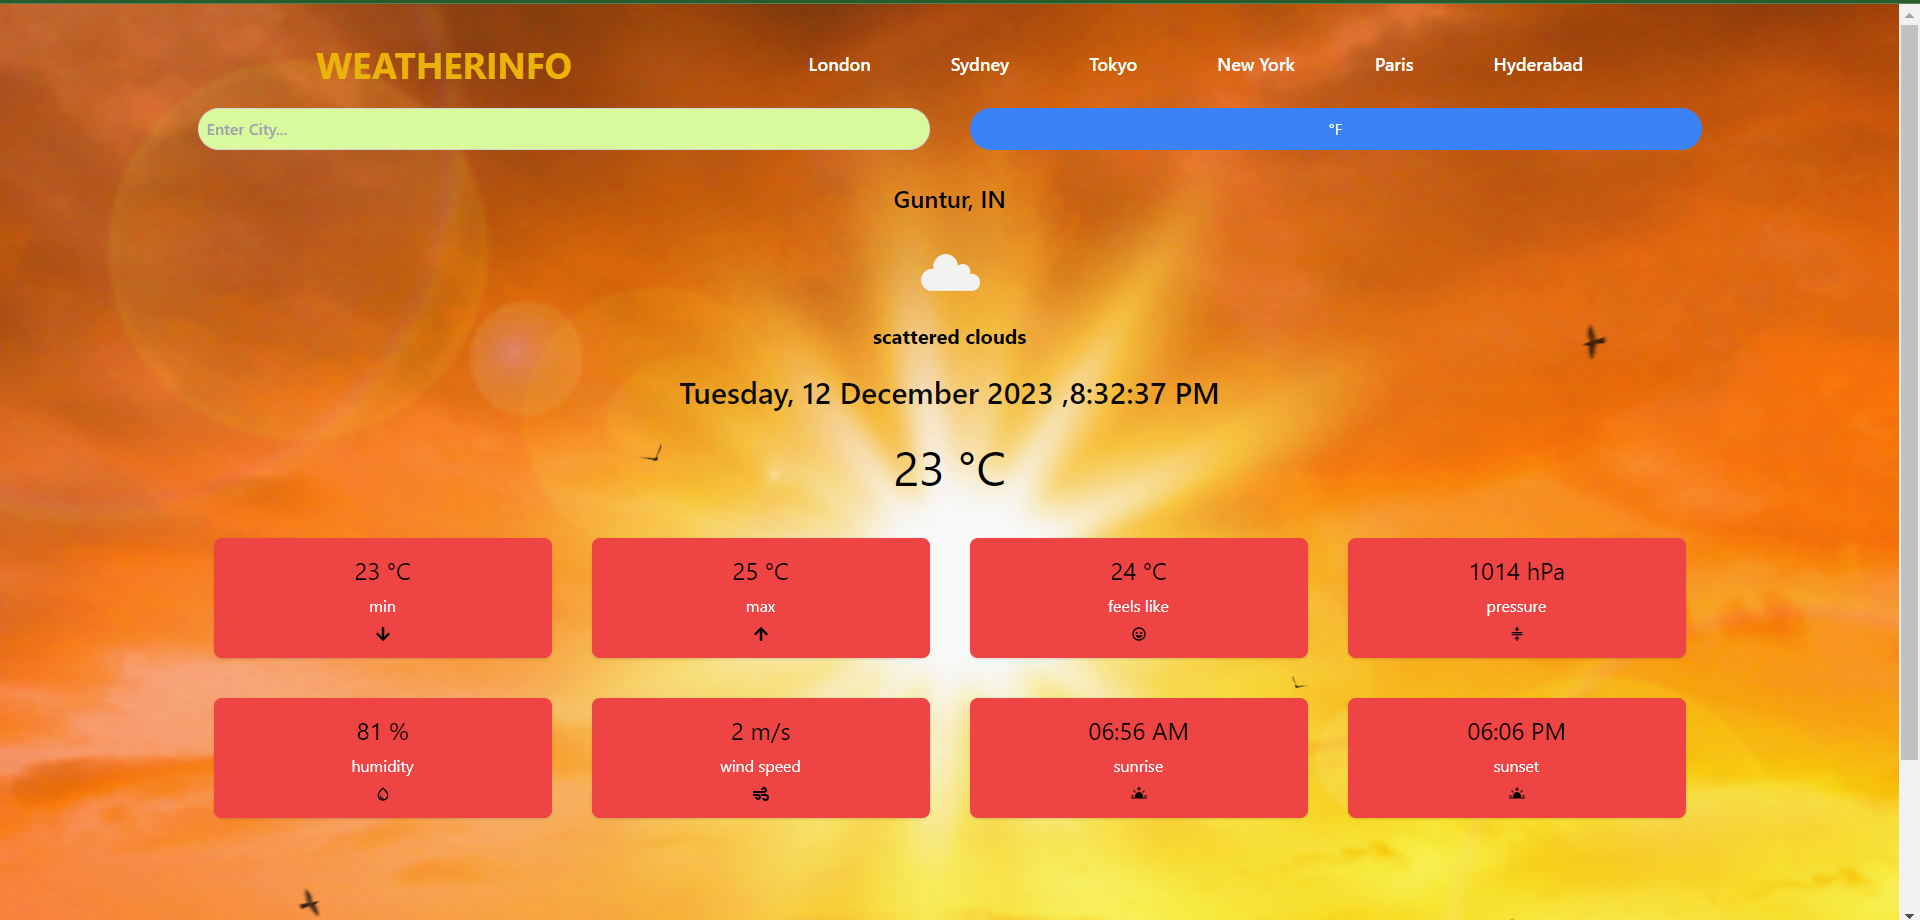 WEATHERINFO London Sydney Tokyo New York Paris Hyderabad
Enter City... °F
Guntur, IN
scattered clouds
Tuesday, 12 December 2023 ,8:32:37 PM
23 °C
23 °C
min
25 °C
max
24 °C
feels like
1014 hPa
pressure
81 %
humidity
2 m/s
wind speed
06:56 AM
sunrise
06:06 PM
sunset